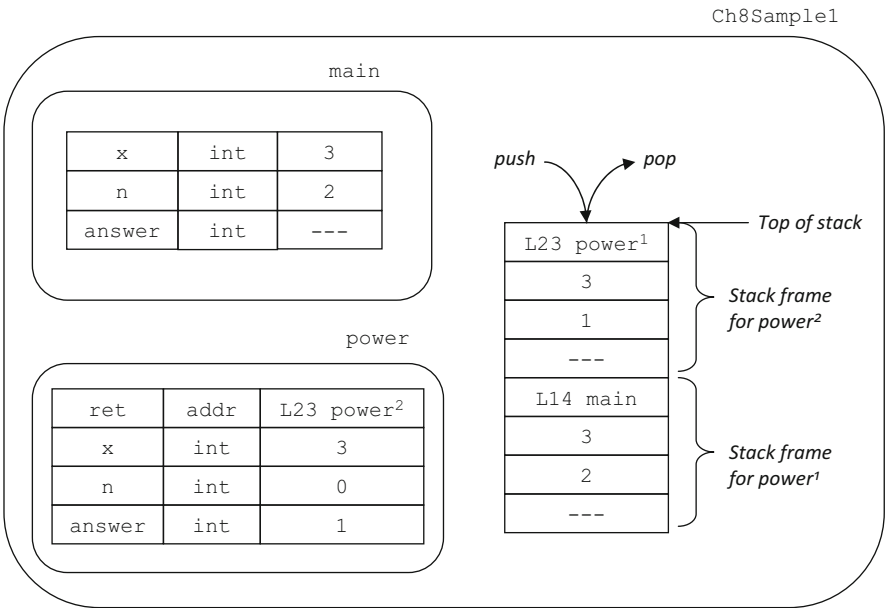 Ch8Sample1
main
x int 3
n int 2
answer int ---
power
ret addr L23 power²
x int 3
n int 0
answer int 1
push pop
Top of stack
L23 power¹
3
1
---
Stack frame
for power²
L14 main
3
2
---
Stack frame
for power¹